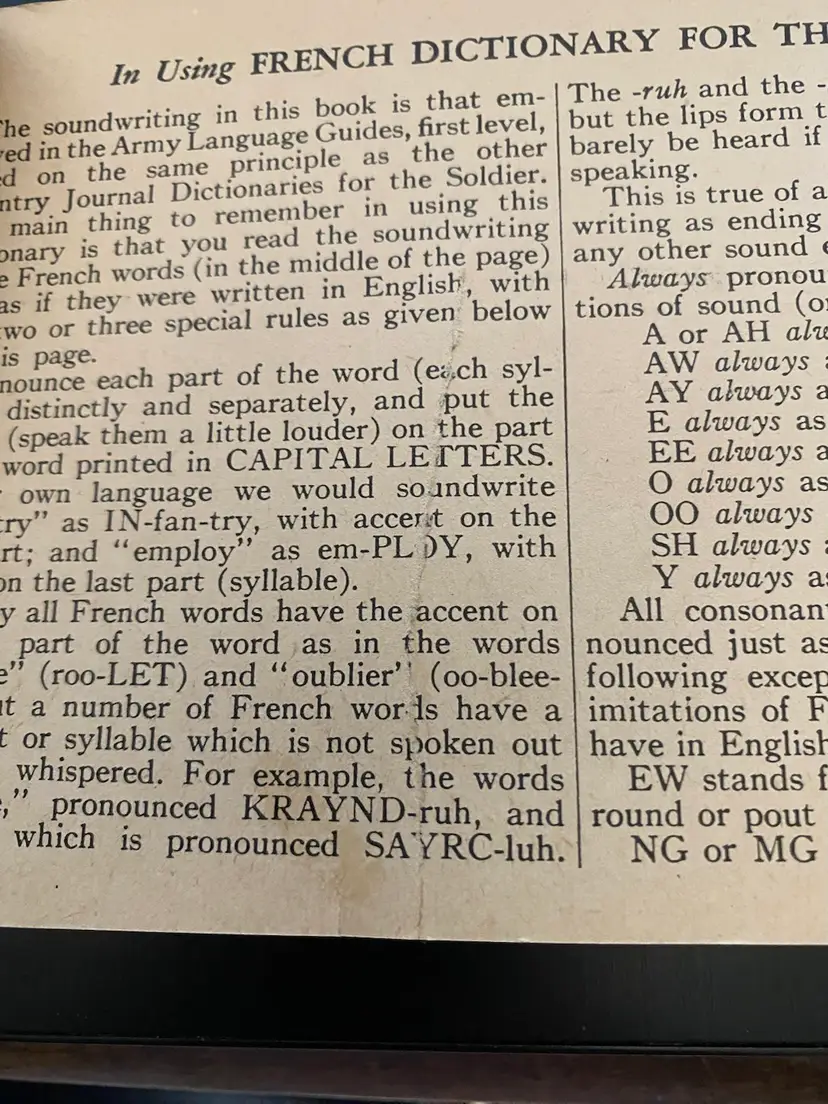 In Using FRENCH DICTIONARY FOR TH
he soundwriting in this book is that em-
ed in the Army Language Guides, first level,
d on the same principle as the other
ntry Journal Dictionaries for the Soldier.
main thing to remember in using this
onary is that you read the soundwriting
e French words (in the middle of the page)
as if they were written in English, with
two or three special rules as given below
is page.
nounce each part of the word (each syl-
distinctly and separately, and put the
(speak them a little louder) on the part
word printed in CAPITAL LETTERS.
own language we would soundwrite
try" as IN-fan-try, with accent on the
rt; and "employ" as em-PLOY, with
on the last part (syllable).
y all French words have the accent on
part of the word as in the words
e" (roo-LET) and "oublier" (oo-blee-
t a number of French words have a
t or syllable which is not spoken out
whispered. For example, the words
," pronounced KRAYND-ruh, and
which is pronounced SAYRC-luh.
The -ruh and the -
but the lips form t
barely be heard if
speaking.
This is true of a
writing as ending
any other sound e
Always pronou
tions of sound (or
A or AH alw
AW always a
AY always a
E always as
EE always a
O always as
OO always
SH always a
Y always as
All consonan
nounced just as
following excep
imitations of F
have in English
EW stands f
round or pout
NG or MG